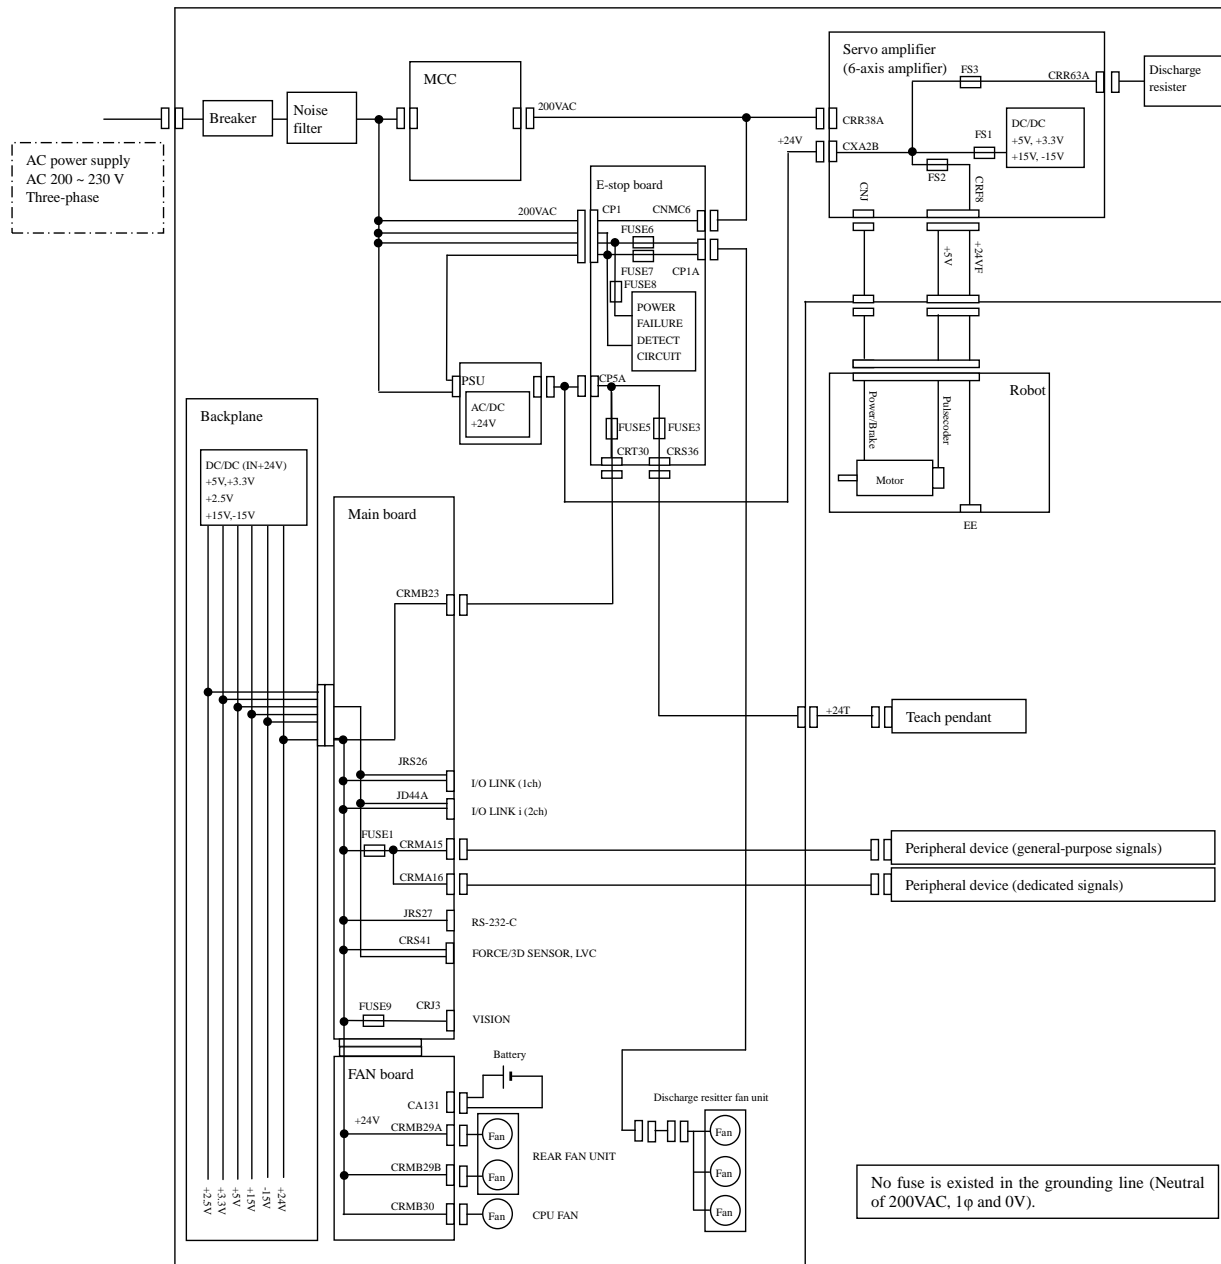 AC power supply
AC 200 ~ 230 V
Three-phase
Breaker
Noise
filter
MCC
200VAC
Servo amplifier
(6-axis amplifier)
FS3
CRR63A
Discharge
resister
CRR38A
+24V
CXA2B
FS1
DC/DC
+5V, +3.3V
+15V, -15V
FS2
CNJ
CRF8
E-stop board
200VAC
CP1
CNMC6
FUSE6
FUSE7
CP1A
FUSE8
POWER
FAILURE
DETECT
CIRCUIT
+5V
+24VF
PSU
AC/DC
+24V
CP5A
FUSE5
FUSE3
CRT30
CRS36
Robot
Power/Brake
Pulsecoder
Motor
EE
Backplane
DC/DC (IN+24V)
+5V,+3.3V
+2.5V
+15V,-15V
Main board
CRMB23
+24T
Teach pendant
JRS26
I/O LINK (1ch)
JD44A
I/O LINK i (2ch)
FUSE1
CRMA15
Peripheral device (general-purpose signals)
CRMA16
Peripheral device (dedicated signals)
JRS27
RS-232-C
CRS41
FORCE/3D SENSOR, LVC
FUSE9
CRJ3
VISION
FAN board
Battery
CA131
+24V
CRMB29A
Fan
REAR FAN UNIT
CRMB29B
Fan
CRMB30
Fan
CPU FAN
Discharge resitter fan unit
Fan
Fan
Fan
+2.5V
+3.3V
+5V
+15V
-15V
+24V
No fuse is existed in the grounding line (Neutral
of 200VAC, 1φ and 0V).